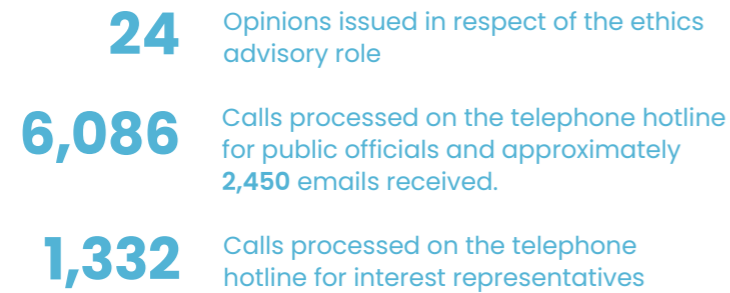 24
Opinions issued in respect of the ethics
advisory role
6,086
Calls processed on the telephone hotline
for public officials and approximately
2,450 emails received.
1,332
Calls processed on the telephone
hotline for interest representatives